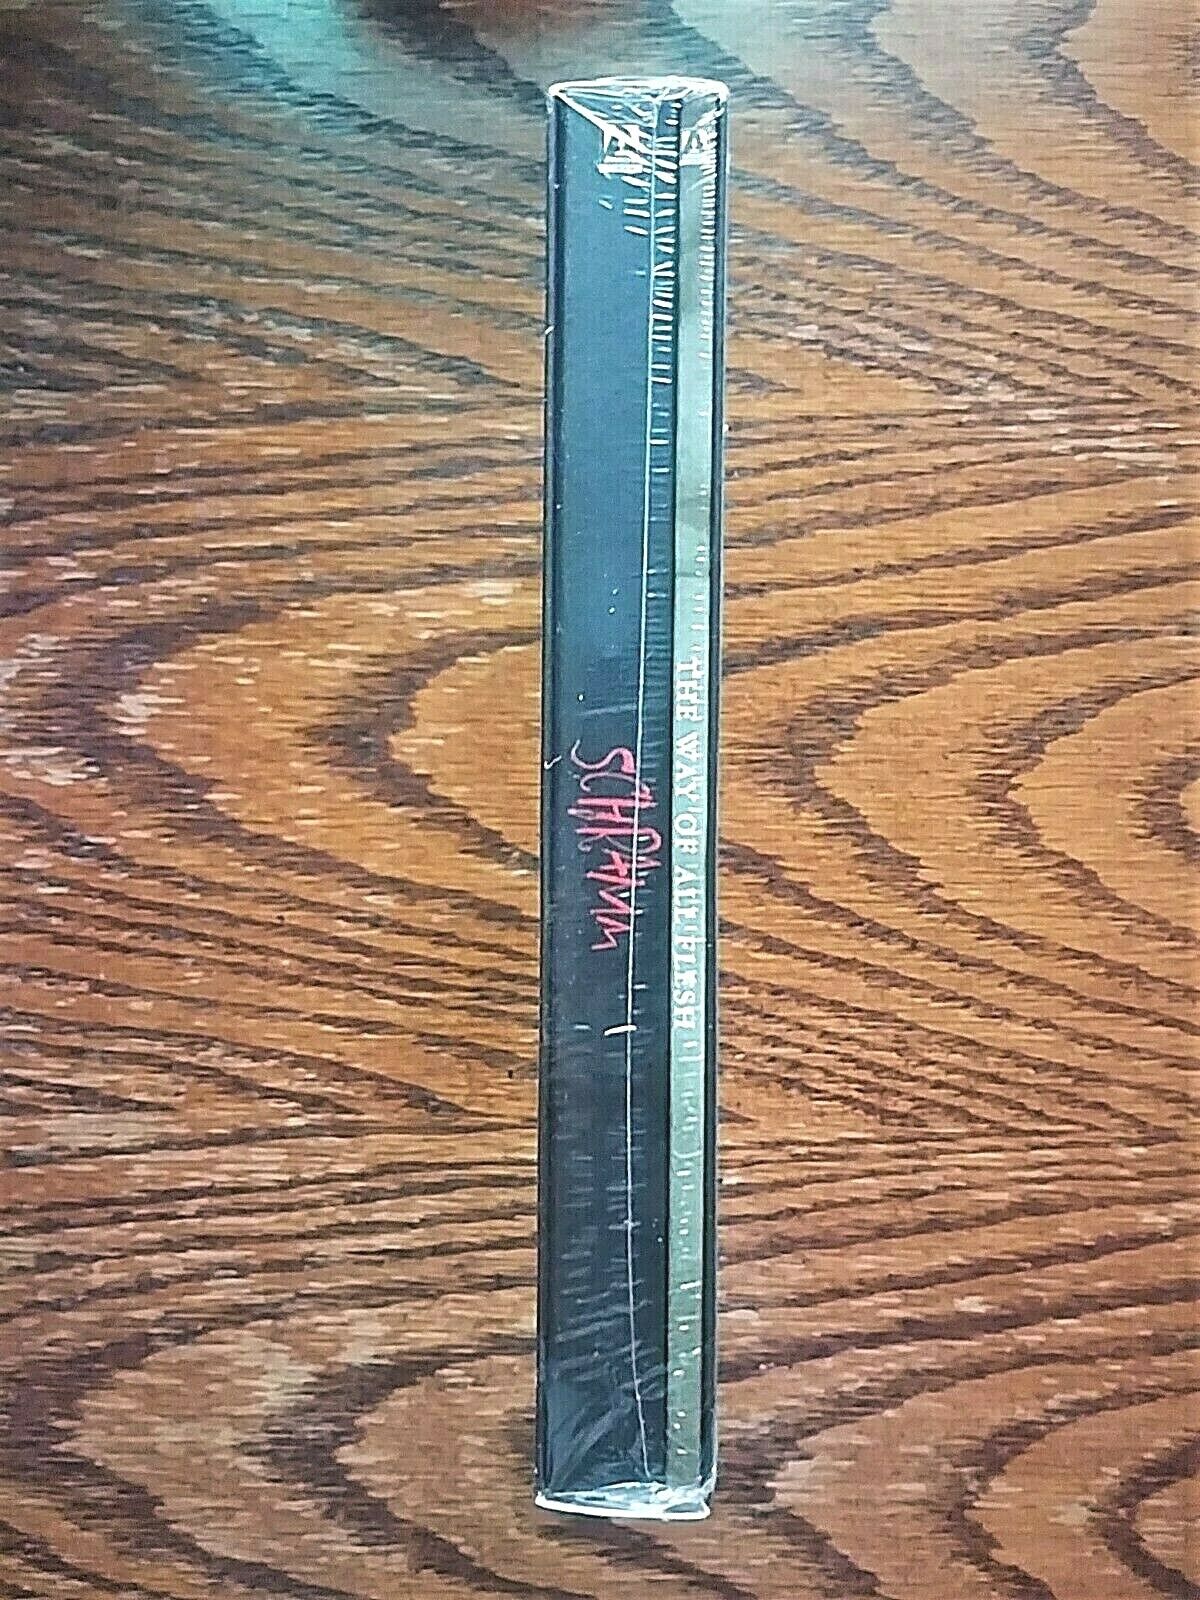 SCHRAMM
THE WAY OF ALL FLESH